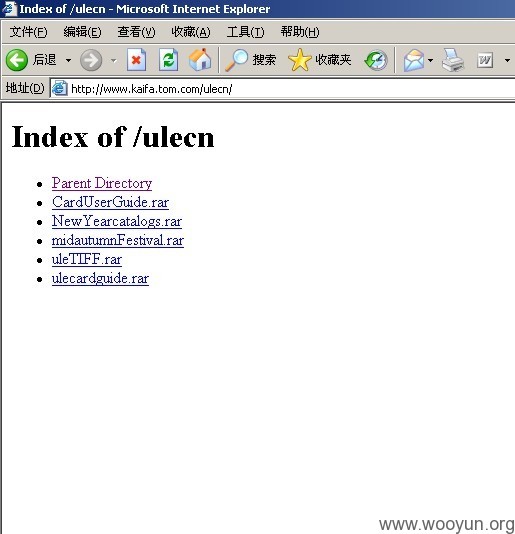 Index of /ulecn - Microsoft Internet Explorer
文件(F) 编辑(E) 查看(V) 收藏(A) 工具(T) 帮助(H)
后退 搜索 收藏夹
地址(D) http://www.kaifa.tom.com/ulecn/
Index of /ulecn
Parent Directory
CardUserGuide.rar
NewYearcatalogs.rar
midautumnFestival.rar
uleTIFF.rar
ulecardguide.rar
www.wooyun.org